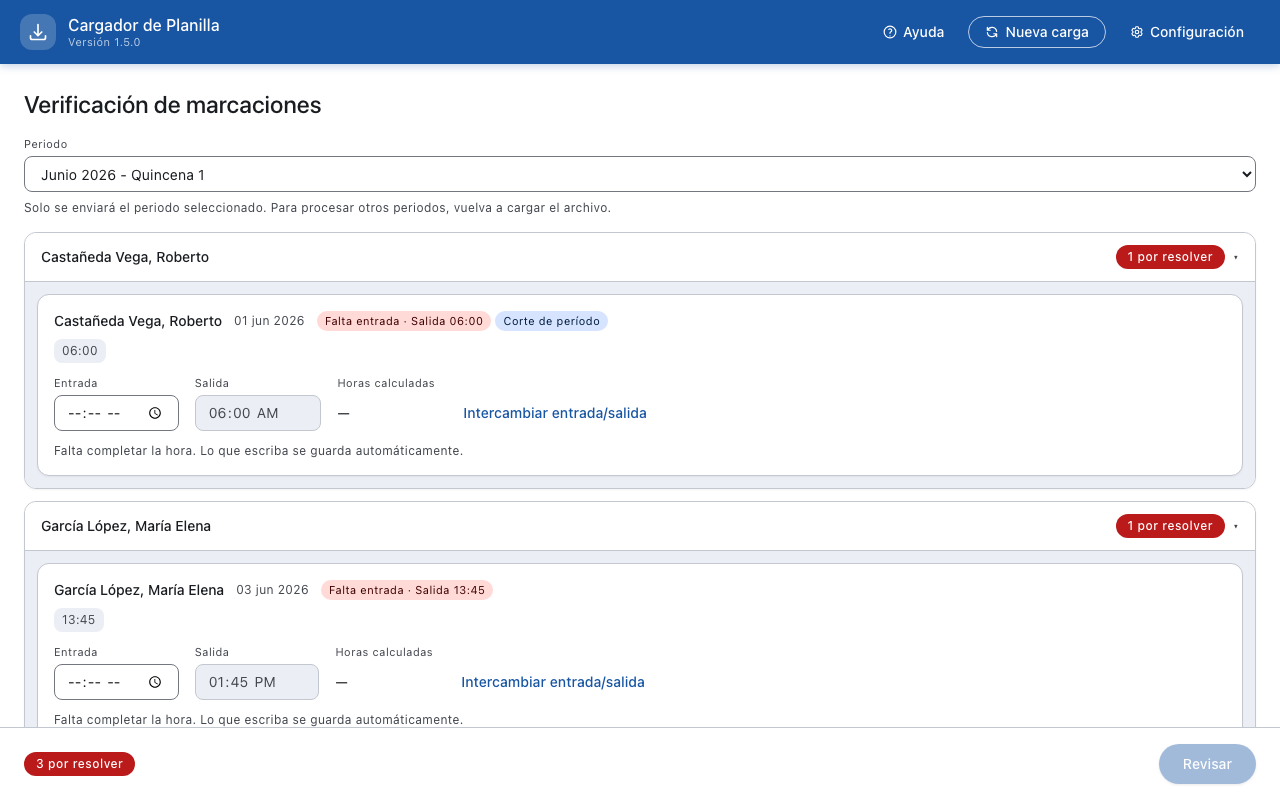 Cargador de Planilla
Versión 1.5.0
Ayuda
Nueva carga
Configuración
Verificación de marcaciones
Periodo
Junio 2026 - Quincena 1
Solo se enviará el periodo seleccionado. Para procesar otros periodos, vuelva a cargar el archivo.
Castañeda Vega, Roberto
1 por resolver
Castañeda Vega, Roberto 01 jun 2026 Falta entrada · Salida 06:00 Corte de período
06:00
Entrada Salida Horas calculadas
--:-- -- 06:00 AM — Intercambiar entrada/salida
Falta completar la hora. Lo que escriba se guarda automáticamente.
García López, María Elena
1 por resolver
García López, María Elena 03 jun 2026 Falta entrada · Salida 13:45
13:45
Entrada Salida Horas calculadas
--:-- -- 01:45 PM — Intercambiar entrada/salida
Falta completar la hora. Lo que escriba se guarda automáticamente.
3 por resolver
Revisar